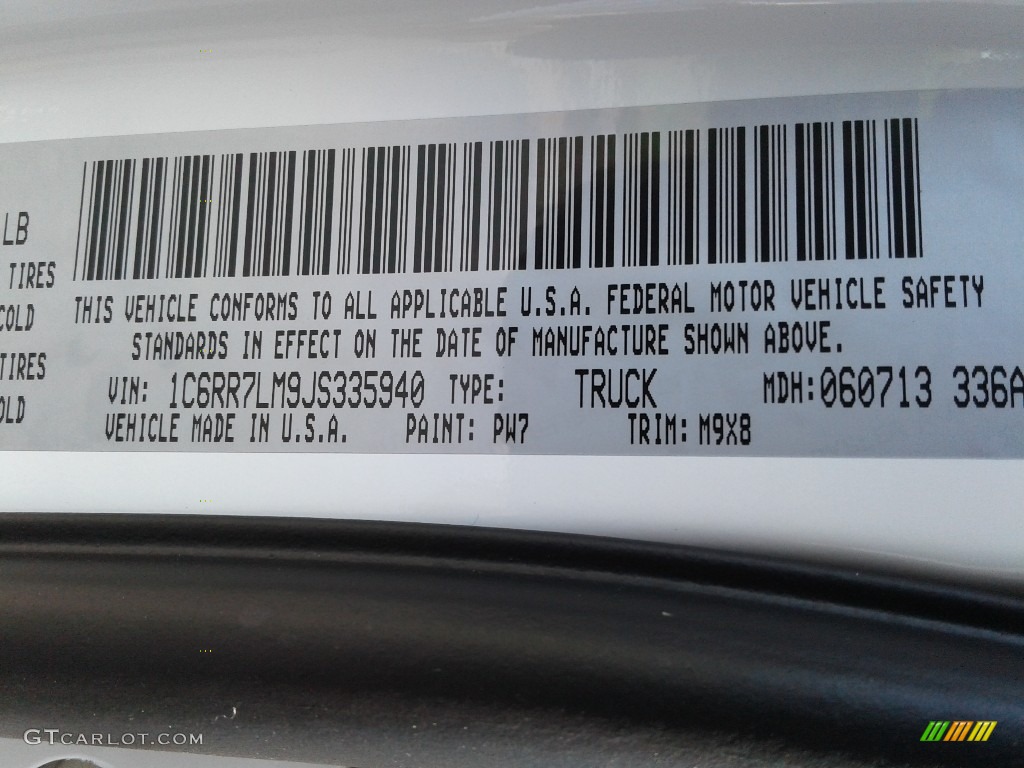 LB
TIRES
COLD
TIRES
OLD
THIS VEHICLE CONFORMS TO ALL APPLICABLE U.S.A. FEDERAL MOTOR VEHICLE SAFETY
STANDARDS IN EFFECT ON THE DATE OF MANUFACTURE SHOWN ABOVE.
VIN: 1C6RR7LM9JS335940 TYPE: TRUCK MDH:060713 336A
VEHICLE MADE IN U.S.A. PAINT: PW7 TRIM: M9X8
GTCARLOT.COM